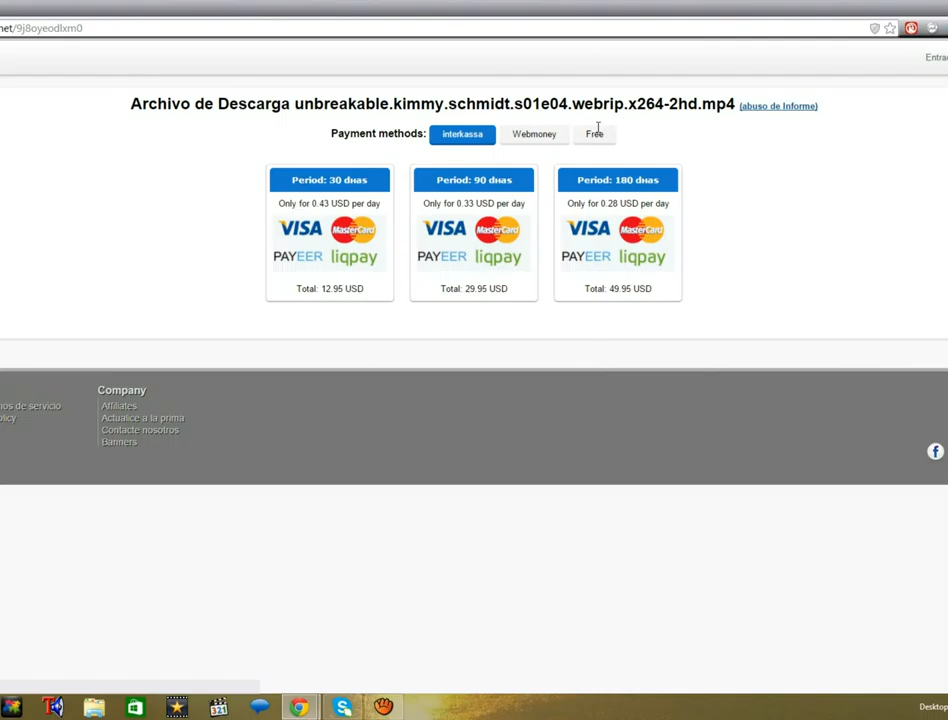 net/9j8oyeodlxm0
Entra
Archivo de Descarga unbreakable.kimmy.schmidt.s01e04.webrip.x264-2hd.mp4 (abuso de Informe)
Payment methods: interkassa Webmoney Free
Period: 30 dнas
Only for 0.43 USD per day
VISA MasterCard
PAYEER liqpay
Total: 12.95 USD
Period: 90 dнas
Only for 0.33 USD per day
VISA MasterCard
PAYEER liqpay
Total: 29.95 USD
Period: 180 dнas
Only for 0.28 USD per day
VISA MasterCard
PAYEER liqpay
Total: 49.95 USD
nos de servicio
olicy
Company
Affiliates
Actualice a la prima
Contacte nosotros
Banners
f
321
Desktop